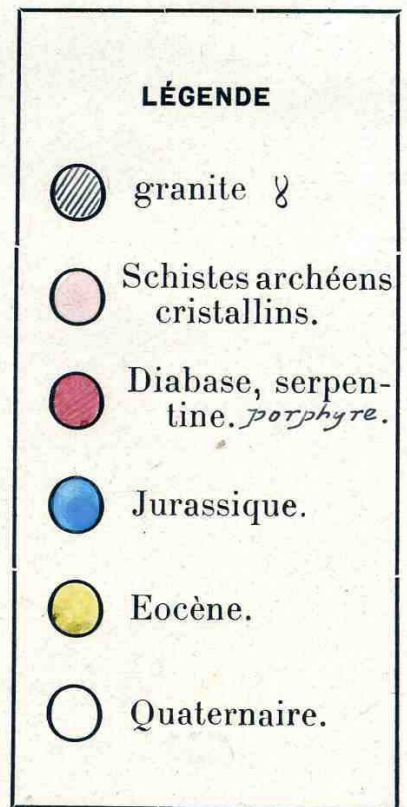 LÉGENDE
granite ɣ
Schistes archéens
cristallins.
Diabase, serpen-
tine. porphyre.
Jurassique.
Eocène.
Quaternaire.